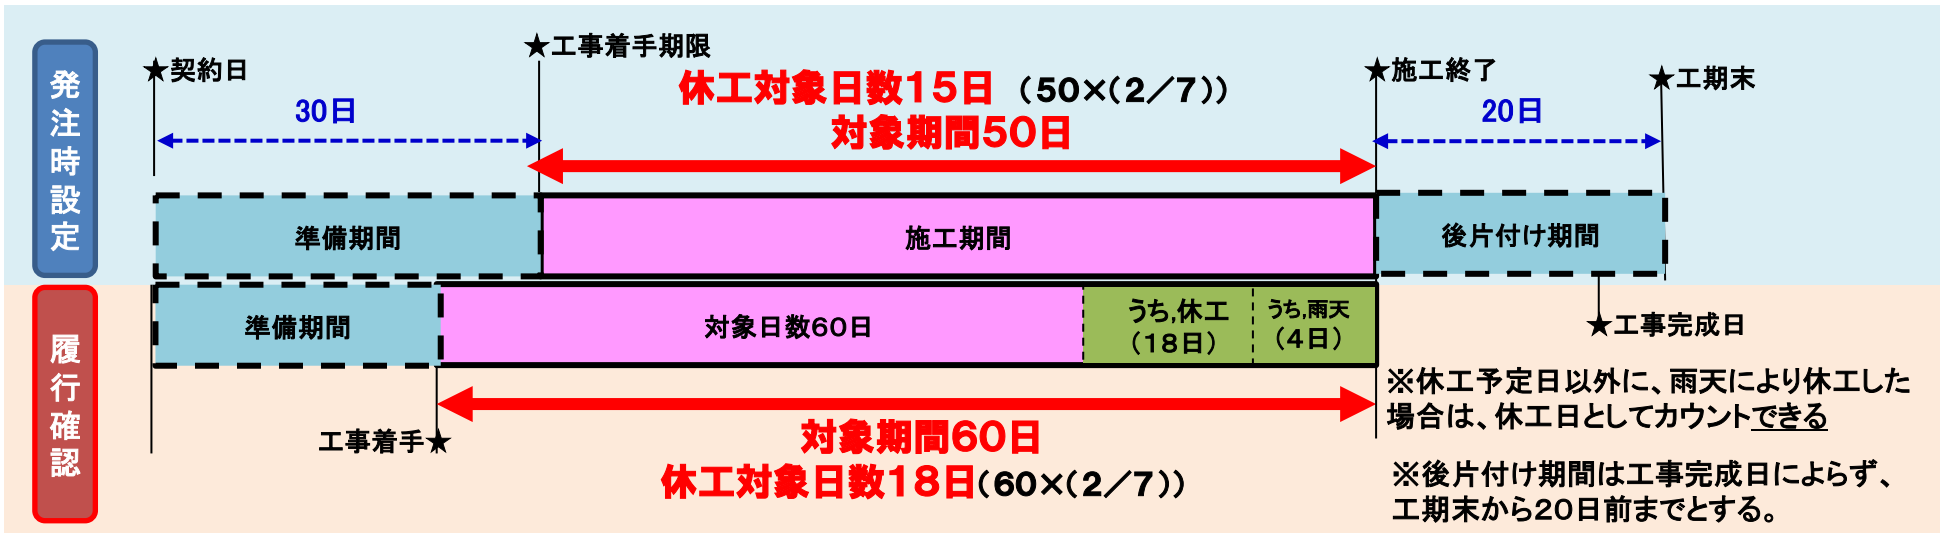 発注時設定
★契約日
★工事着手期限
★施工終了
★工期末
30日
休工対象日数15日（50×(2／7)）
対象期間50日
20日
準備期間
施工期間
後片付け期間
履行確認
準備期間
対象日数60日
うち,休工
（18日）
うち,雨天
（4日）
★工事完成日
工事着手★
対象期間60日
休工対象日数18日(60×(2／7))
※休工予定日以外に、雨天により休工した
場合は、休工日としてカウントできる
※後片付け期間は工事完成日によらず、
工期末から20日前までとする。